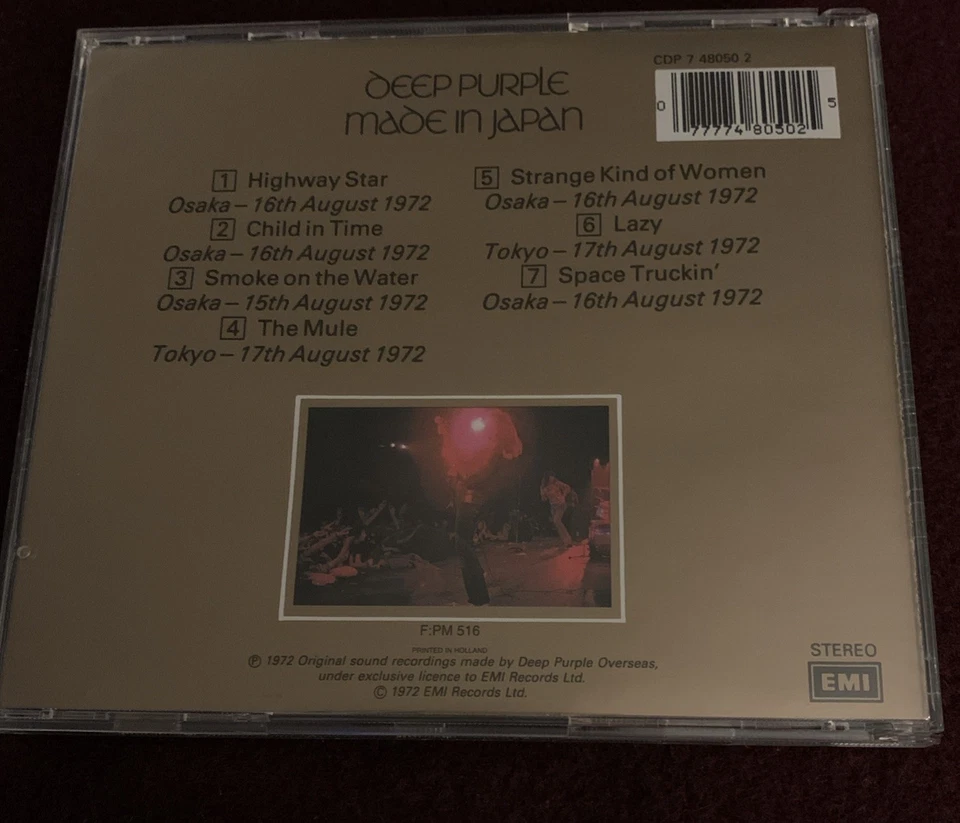 CDP 7 48050 2
0 77774 80502 5
DEEP PURPLE
MADE IN JAPAN
1 Highway Star
Osaka – 16th August 1972
2 Child in Time
Osaka – 16th August 1972
3 Smoke on the Water
Osaka – 15th August 1972
4 The Mule
Tokyo – 17th August 1972
5 Strange Kind of Women
Osaka – 16th August 1972
6 Lazy
Tokyo – 17th August 1972
7 Space Truckin'
Osaka – 16th August 1972
F:PM 516
PRINTED IN HOLLAND
℗ 1972 Original sound recordings made by Deep Purple Overseas,
under exclusive licence to EMI Records Ltd.
© 1972 EMI Records Ltd.
STEREO
EMI